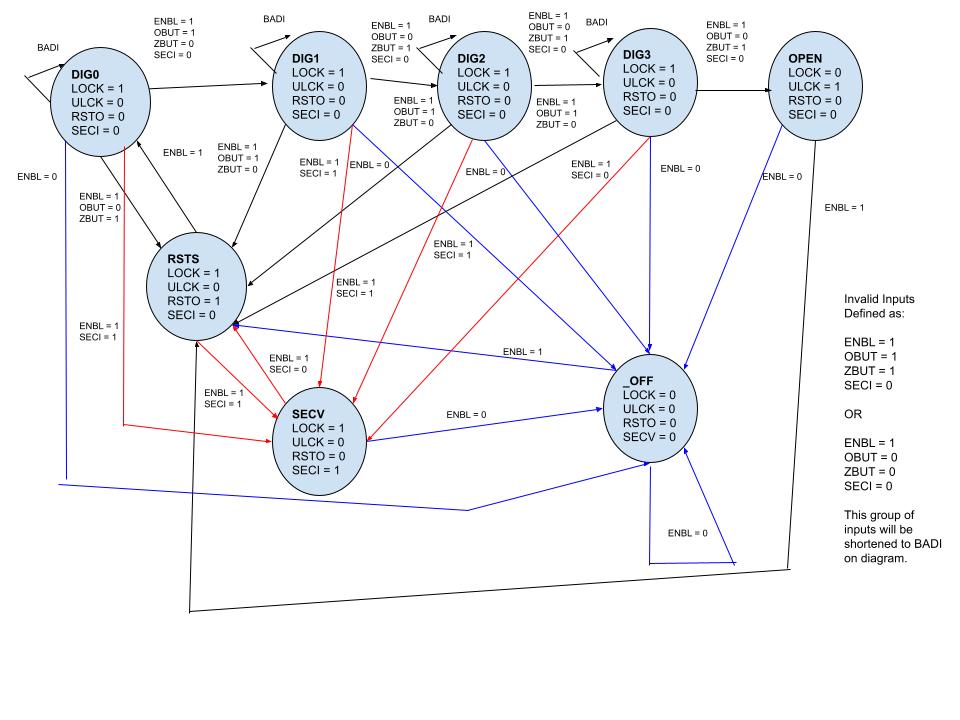 BADI
ENBL = 1
OBUT = 1
ZBUT = 0
SECI = 0
BADI
ENBL = 1
OBUT = 0
ZBUT = 1
SECI = 0
BADI
ENBL = 1
OBUT = 0
ZBUT = 1
SECI = 0
BADI
ENBL = 1
OBUT = 0
ZBUT = 1
SECI = 0
DIG0
LOCK = 1
ULCK = 0
RSTO = 0
SECI = 0
DIG1
LOCK = 1
ULCK = 0
RSTO = 0
SECI = 0
DIG2
LOCK = 1
ULCK = 0
RSTO = 0
SECI = 0
DIG3
LOCK = 1
ULCK = 0
RSTO = 0
SECI = 0
OPEN
LOCK = 0
ULCK = 1
RSTO = 0
SECI = 0
ENBL = 1
OBUT = 1
ZBUT = 0
ENBL = 1
OBUT = 1
ZBUT = 0
ENBL = 0
ENBL = 1
OBUT = 0
ZBUT = 1
ENBL = 1
ENBL = 1
OBUT = 1
ZBUT = 0
ENBL = 1
SECI = 1
ENBL = 0
ENBL = 0
ENBL = 1
SECI = 0
ENBL = 0
ENBL = 0
ENBL = 1
RSTS
LOCK = 1
ULCK = 0
RSTO = 1
SECI = 0
ENBL = 1
SECI = 1
ENBL = 1
SECI = 1
ENBL = 1
SECI = 1
ENBL = 1
SECI = 0
ENBL = 1
SECI = 1
ENBL = 1
ENBL = 0
SECV
LOCK = 1
ULCK = 0
RSTO = 0
SECI = 1
_OFF
LOCK = 0
ULCK = 0
RSTO = 0
SECV = 0
ENBL = 0
Invalid Inputs
Defined as:
ENBL = 1
OBUT = 1
ZBUT = 1
SECI = 0
OR
ENBL = 1
OBUT = 0
ZBUT = 0
SECI = 0
This group of
inputs will be
shortened to BADI
on diagram.